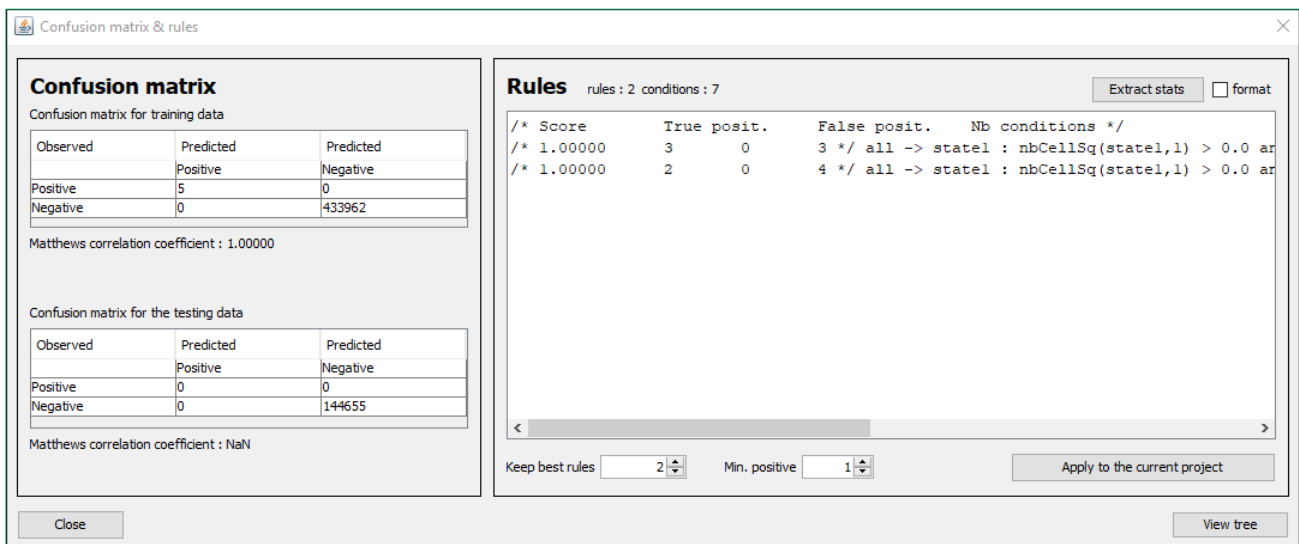 Confusion matrix & rules
Confusion matrix
Confusion matrix for training data
Observed Predicted Predicted
Positive Negative
Positive 5 0
Negative 0 433962
Matthews correlation coefficient : 1.00000
Confusion matrix for the testing data
Observed Predicted Predicted
Positive Negative
Positive 0 0
Negative 0 144655
Matthews correlation coefficient : NaN
Rules rules : 2 conditions : 7
Extract stats format
/* Score True posit. False posit. Nb conditions */
/* 1.00000 3 0 3 */ all -> state1 : nbCellSq(state1,1) > 0.0 an
/* 1.00000 2 0 4 */ all -> state1 : nbCellSq(state1,1) > 0.0 an
Keep best rules 2 Min. positive 1 Apply to the current project
Close View tree